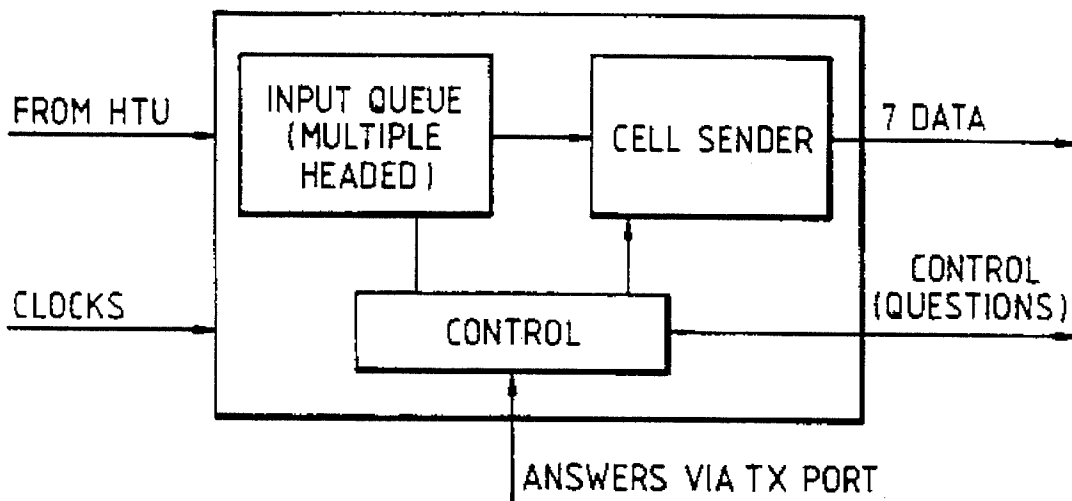 FROM HTU
INPUT QUEUE
(MULTIPLE
HEADED)
CELL SENDER
7 DATA
CLOCKS
CONTROL
CONTROL
(QUESTIONS)
ANSWERS VIA TX PORT